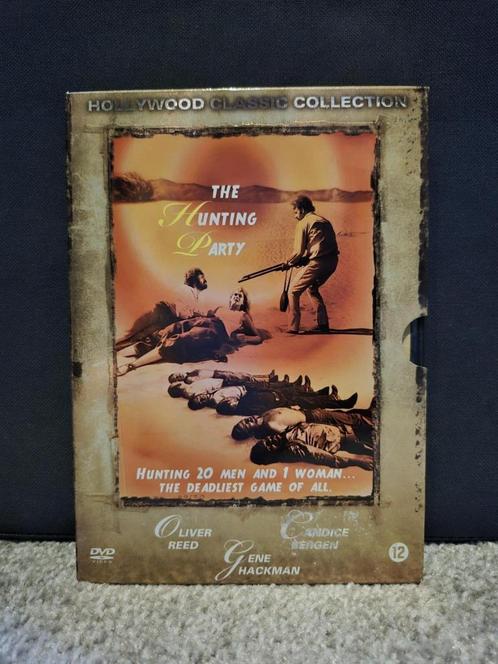 HOLLYWOOD CLASSIC COLLECTION
THE
HUNTING
PARTY
HUNTING 20 MEN AND 1 WOMAN...
THE DEADLIEST GAME OF ALL.
OLIVER
REED
CANDICE
BERGEN
GENE
HACKMAN
DVD
VIDEO
12